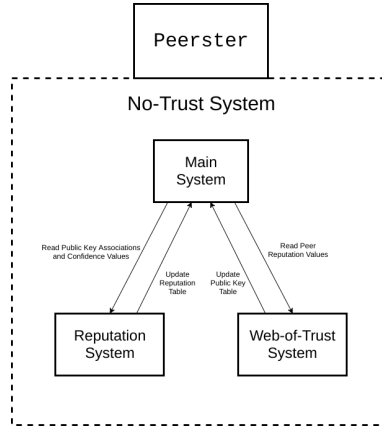 Peerster
No-Trust System
Main
System
Read Public Key Associations
and Confidence Values
Update
Reputation
Table
Update
Public Key
Table
Read Peer
Reputation Values
Reputation
System
Web-of-Trust
System